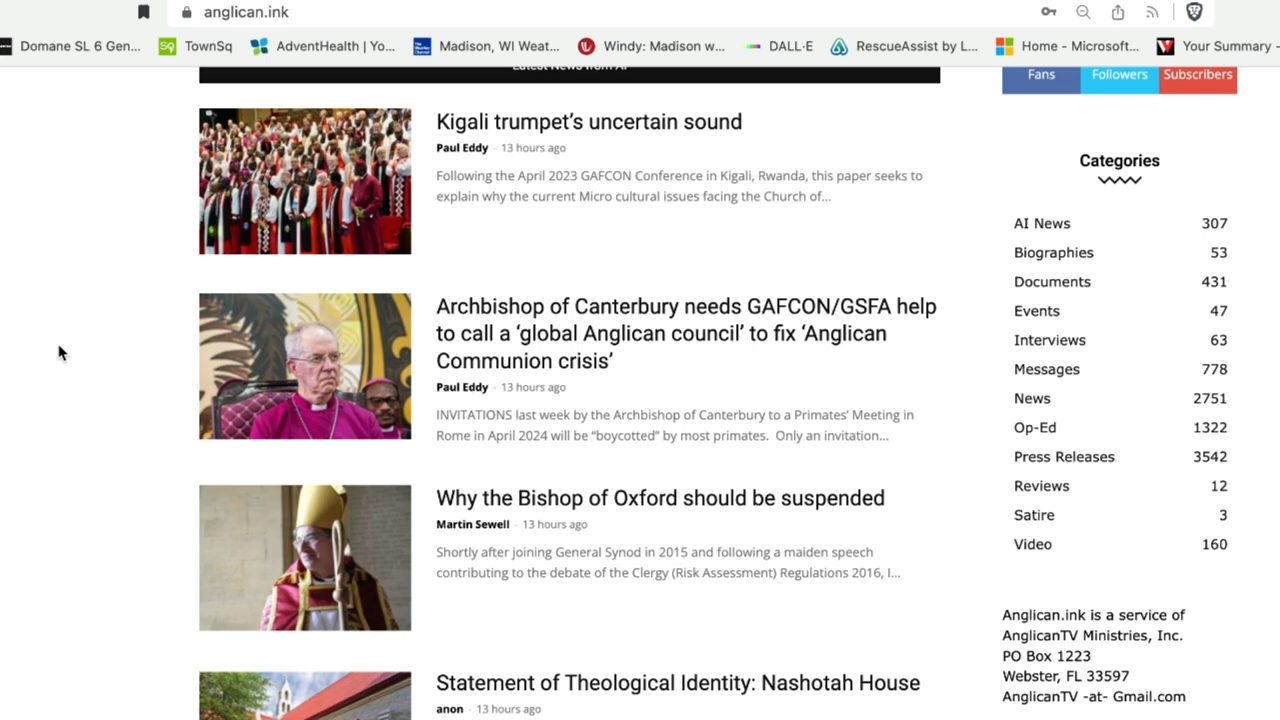 anglican.ink
Domane SL 6 Gen...
TownSq
AdventHealth | Yo...
Madison, WI Weat...
Windy: Madison w...
DALL·E
RescueAssist by L...
Home - Microsoft...
Your Summary -
Latest News from AI
Fans
Followers
Subscribers
Kigali trumpet’s uncertain sound
Paul Eddy - 13 hours ago
Following the April 2023 GAFCON Conference in Kigali, Rwanda, this paper seeks to
explain why the current Micro cultural issues facing the Church of...
Archbishop of Canterbury needs GAFCON/GSFA help
to call a ‘global Anglican council’ to fix ‘Anglican
Communion crisis’
Paul Eddy - 13 hours ago
INVITATIONS last week by the Archbishop of Canterbury to a Primates’ Meeting in
Rome in April 2024 will be “boycotted” by most primates.  Only an invitation...
Why the Bishop of Oxford should be suspended
Martin Sewell - 13 hours ago
Shortly after joining General Synod in 2015 and following a maiden speech
contributing to the debate of the Clergy (Risk Assessment) Regulations 2016, I...
Statement of Theological Identity: Nashotah House
anon - 13 hours ago
Categories
AI News 307
Biographies 53
Documents 431
Events 47
Interviews 63
Messages 778
News 2751
Op-Ed 1322
Press Releases 3542
Reviews 12
Satire 3
Video 160
Anglican.ink is a service of
AnglicanTV Ministries, Inc.
PO Box 1223
Webster, FL 33597
AnglicanTV -at- Gmail.com